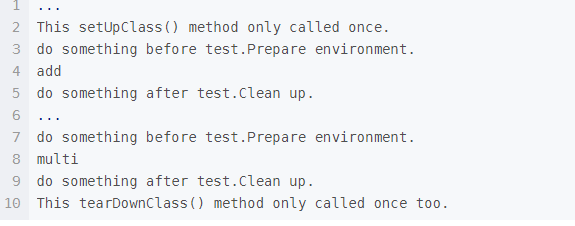 1 ...
2 This setUpClass() method only called once.
3 do something before test.Prepare environment.
4 add
5 do something after test.Clean up.
6 ...
7 do something before test.Prepare environment.
8 multi
9 do something after test.Clean up.
10 This tearDownClass() method only called once too.